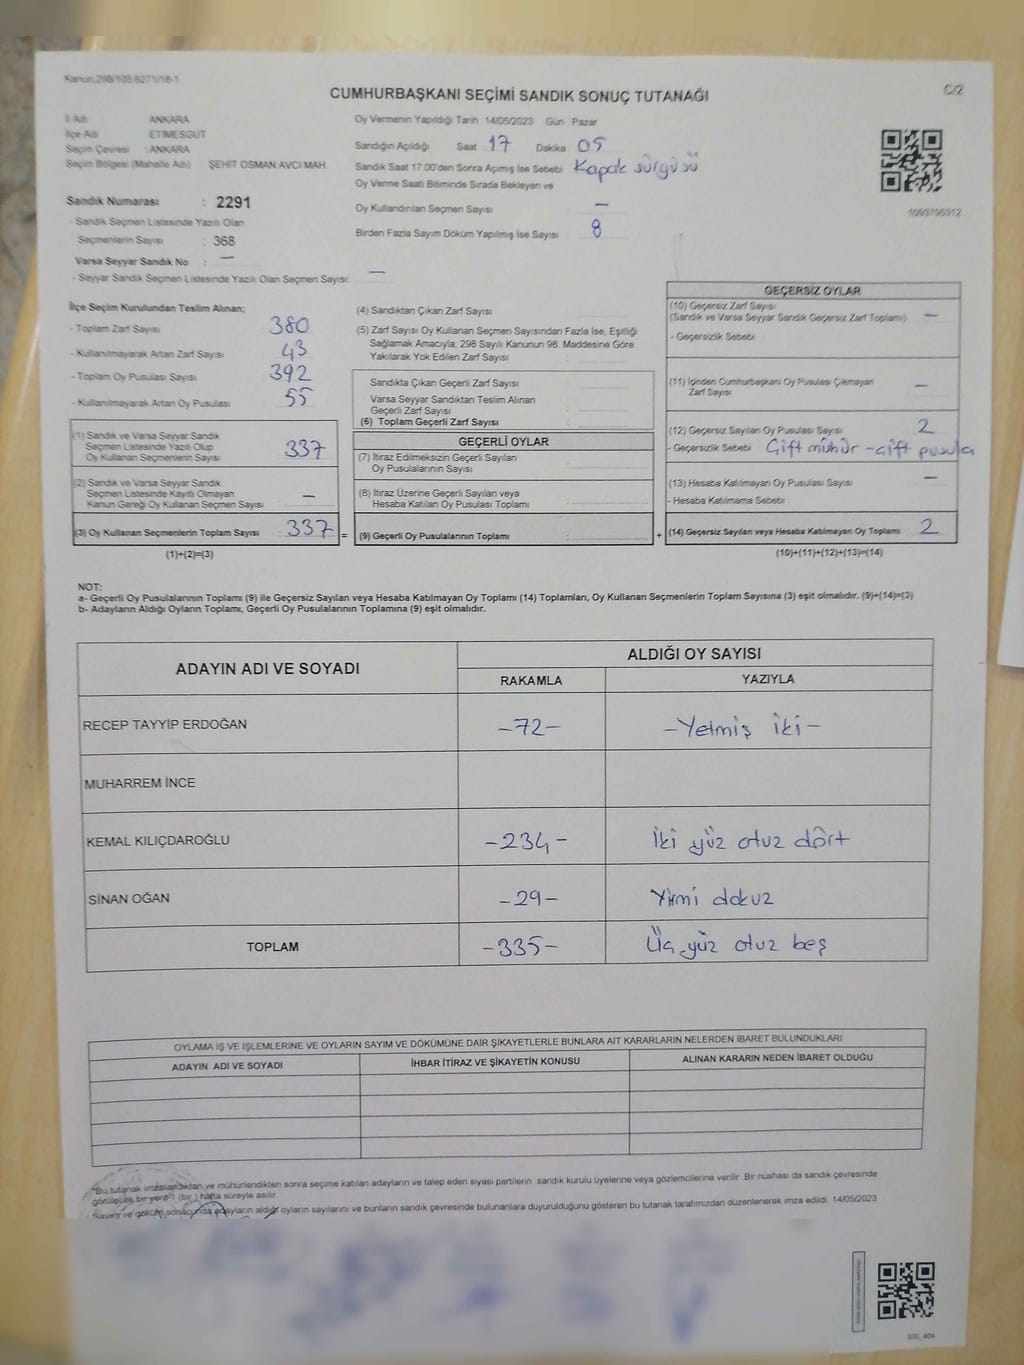 Kanun:298/105,6271/18-1
C/2
CUMHURBAŞKANI SEÇİMİ SANDIK SONUÇ TUTANAĞI
İl Adı ANKARA
İlçe Adı ETİMESGUT
Seçim Çevresi : ANKARA
Seçim Bölgesi (Mahalle Adı) ŞEHİT OSMAN AVCI MAH.
Sandık Numarası : 2291
- Sandık Seçmen Listesinde Yazılı Olan
Seçmenlerin Sayısı : 368
Varsa Seyyar Sandık No : —
- Seyyar Sandık Seçmen Listesinde Yazılı Olan Seçmen Sayısı: —
Oy Vermenin Yapıldığı Tarih 14/05/2023 Gün Pazar
Sandığın Açıldığı Saat 17 Dakika 05
Sandık Saat 17.00'den Sonra Açılmış İse Sebebi Kapak sürgüsü
Oy Verme Saati Bitiminde Sırada Bekleyen ve
Oy Kullandırılan Seçmen Sayısı —
Birden Fazla Sayım Döküm Yapılmış İse Sayısı 8
İlçe Seçim Kurulundan Teslim Alınan;
- Toplam Zarf Sayısı 380
- Kullanılmayarak Artan Zarf Sayısı 43
- Toplam Oy Pusulası Sayısı 392
- Kullanılmayarak Artan Oy Pusulası : 55
(1) Sandık ve Varsa Seyyar Sandık
Seçmen Listesinde Yazılı Olup
Oy Kullanan Seçmenlerin Sayısı 337
(2) Sandık ve Varsa Seyyar Sandık
Seçmen Listesinde Kayıtlı Olmayan
Kanun Gereği Oy Kullanan Seçmen Sayısı —
(3) Oy Kullanan Seçmenlerin Toplam Sayısı 337 =
(1)+(2)=(3)
(4) Sandıktan Çıkan Zarf Sayısı
(5) Zarf Sayısı Oy Kullanan Seçmen Sayısından Fazla İse, Eşitliği
Sağlamak Amacıyla, 298 Sayılı Kanunun 98. Maddesine Göre
Yakılarak Yok Edilen Zarf Sayısı
Sandıkta Çıkan Geçerli Zarf Sayısı
Varsa Seyyar Sandıktan Teslim Alınan
Geçerli Zarf Sayısı
(6) Toplam Geçerli Zarf Sayısı
GEÇERLİ OYLAR
(7) İtiraz Edilmeksizin Geçerli Sayılan
Oy Pusulalarının Sayısı
(8) İtiraz Üzerine Geçerli Sayılan veya
Hesaba Katılan Oy Pusulası Toplamı
(9) Geçerli Oy Pusulalarının Toplamı +
GEÇERSİZ OYLAR
(10) Geçersiz Zarf Sayısı
(Sandık ve Varsa Seyyar Sandık Geçersiz Zarf Toplamı) —
- Geçersizlik Sebebi
(11) İçinden Cumhurbaşkanı Oy Pusulası Çıkmayan
Zarf Sayısı —
(12) Geçersiz Sayılan Oy Pusulası Sayısı 2
- Geçersizlik Sebebi Çift mühür - çift pusula
(13) Hesaba Katılmayan Oy Pusulası Sayısı —
- Hesaba Katılmama Sebebi
(14) Geçersiz Sayılan veya Hesaba Katılmayan Oy Toplamı 2
(10)+(11)+(12)+(13)=(14)
1093795312
NOT:
a- Geçerli Oy Pusulalarının Toplamı (9) ile Geçersiz Sayılan veya Hesaba Katılmayan Oy Toplamı (14) Toplamları, Oy Kullanan Seçmenlerin Toplam Sayısına (3) eşit olmalıdır. (9)+(14)=(3)
b- Adayların Aldığı Oyların Toplamı, Geçerli Oy Pusulalarının Toplamına (9) eşit olmalıdır.
ADAYIN ADI VE SOYADI
ALDIĞI OY SAYISI
RAKAMLA YAZIYLA
RECEP TAYYİP ERDOĞAN -72- -Yetmiş iki-
MUHARREM İNCE
KEMAL KILIÇDAROĞLU -234- İki yüz otuz dört
SİNAN OĞAN -29- Yirmi dokuz
TOPLAM -335- Üç yüz otuz beş
OYLAMA İŞ VE İŞLEMLERİNE VE OYLARIN SAYIM VE DÖKÜMÜNE DAİR ŞİKAYETLERLE BUNLARA AİT KARARLARIN NELERDEN İBARET BULUNDUKLARI
ADAYIN ADI VE SOYADI İHBAR İTİRAZ VE ŞİKAYETİN KONUSU ALINAN KARARIN NEDEN İBARET OLDUĞU
"Bu tutanak imzalandıktan ve mühürlendikten sonra seçime katılan adayların ve talep eden siyasi partilerin sandık kurulu üyelerine veya gözlemcilerine verilir. Bir nüshası da sandık çevresinde
görülecek bir yere 1 (bir ) hafta süreyle asılır.
Sayım ve döküm sonucunda adayların aldığı oyların sayılarını ve bunların sandık çevresinde bulunanlara duyurulduğunu gösteren bu tutanak tarafımızdan düzenlenerek imza edildi. 14/05/2023